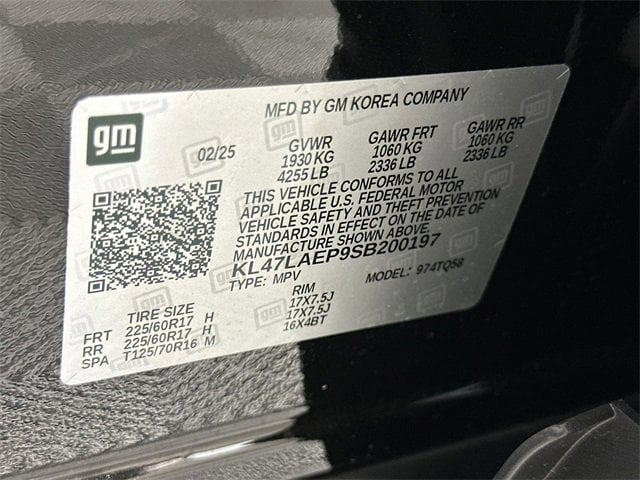 MFD BY GM KOREA COMPANY
gm
02/25
GVWR GAWR FRT GAWR RR
1930 KG 1060 KG 1060 KG
4255 LB 2336 LB 2336 LB
THIS VEHICLE CONFORMS TO ALL
APPLICABLE U.S. FEDERAL MOTOR
VEHICLE SAFETY AND THEFT PREVENTION
STANDARDS IN EFFECT ON THE DATE OF
MANUFACTURE SHOWN ABOVE.
KL47LAEP9SB200197
TYPE: MPV MODEL: 974TQ58
TIRE SIZE RIM
FRT 225/60R17 H 17X7.5J
RR 225/60R17 H 17X7.5J
SPA T125/70R16 M 16X4BT